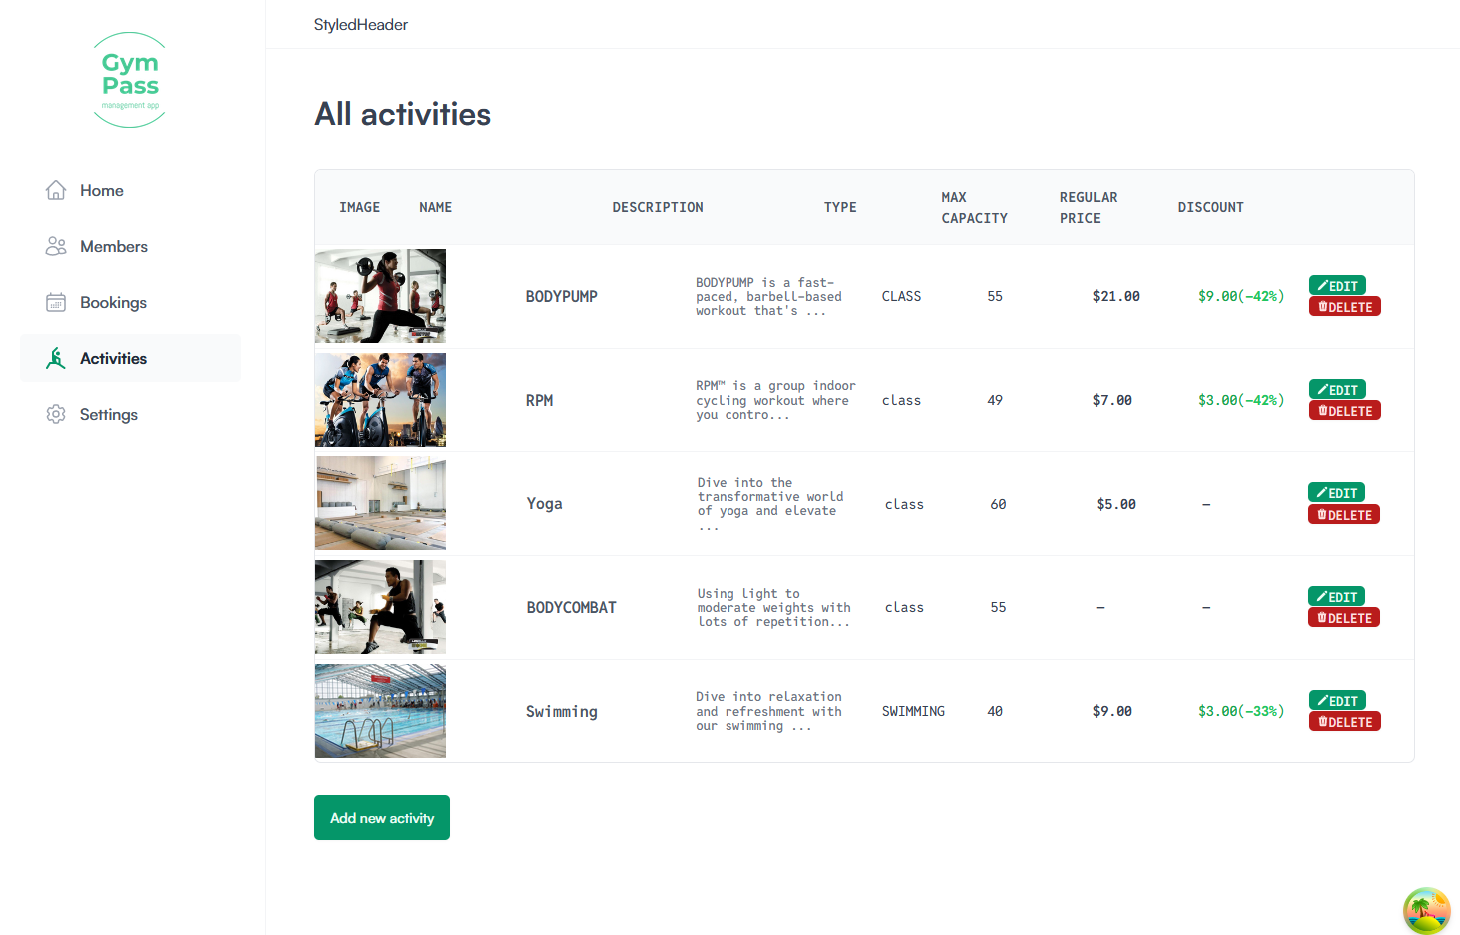 StyledHeader
Gym
Pass
management app
Home
Members
Bookings
Activities
Settings
All activities
IMAGE NAME DESCRIPTION TYPE MAX CAPACITY REGULAR PRICE DISCOUNT
BODYPUMP
BODYPUMP is a fast-
paced, barbell-based
workout that's ...
CLASS 55 $21.00 $9.00(-42%)
EDIT
DELETE
RPM
RPM™ is a group indoor
cycling workout where
you contro...
class 49 $7.00 $3.00(-42%)
EDIT
DELETE
Yoga
Dive into the
transformative world
of yoga and elevate
...
class 60 $5.00 —
EDIT
DELETE
BODYCOMBAT
Using light to
moderate weights with
lots of repetition...
class 55 — —
EDIT
DELETE
Swimming
Dive into relaxation
and refreshment with
our swimming ...
SWIMMING 40 $9.00 $3.00(-33%)
EDIT
DELETE
Add new activity